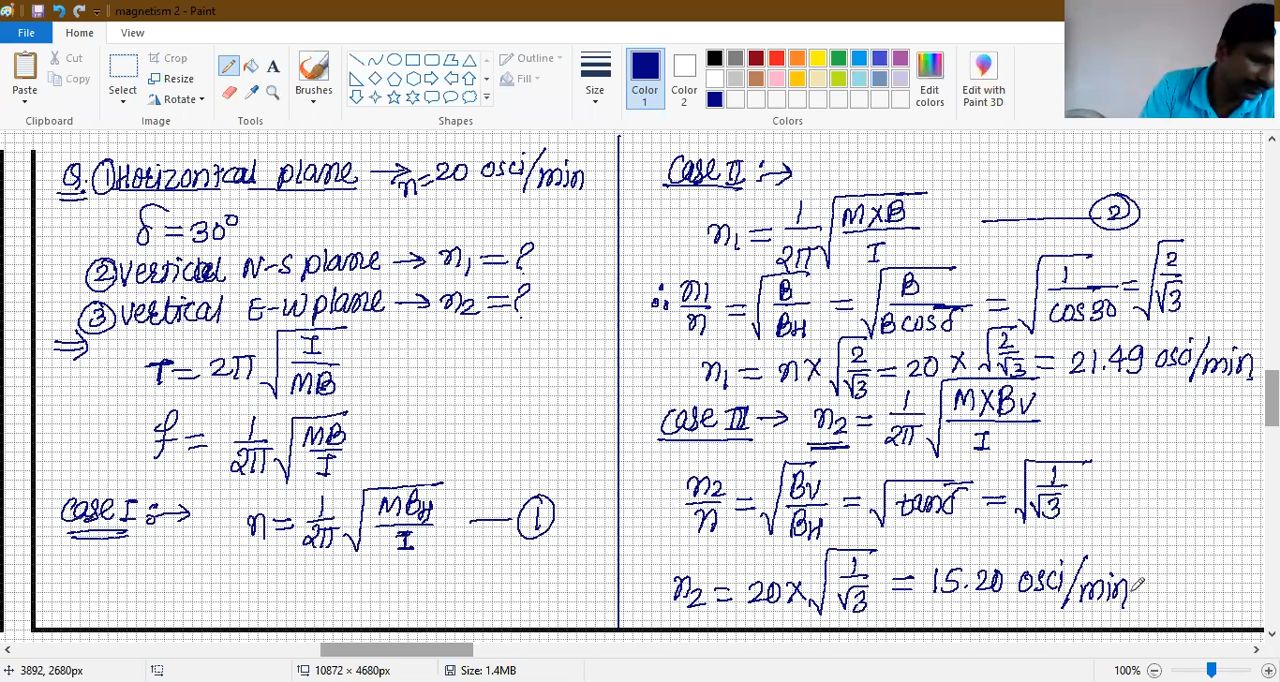 magnetism 2 - Paint
File Home View
Paste
Cut
Copy
Clipboard
Select
Crop
Resize
Rotate
Image
Tools
Brushes
Shapes
Outline
Fill
Size
Color 1
Color 2
Colors
Edit colors
Edit with Paint 3D
Q. ① Horizontal plane → n = 20 osci/min
δ = 30°
② Vertical N-S plane → n₁ = ?
③ Vertical E-W plane → n₂ = ?
⇒ T = 2π √(I/MB)
f = 1/2π √(MB/I)
Case I :→ n = 1/2π √(MB_H/I) — ①
Case II :→
n₁ = 1/2π √(M×B/I) — ②
∴ n₁/n = √(B/B_H) = √(B/B cosδ) = √(1/cos 30) = √(2/√3)
n₁ = n × √(2/√3) = 20 × √(2/√3) = 21.49 osci/min
Case III → n₂ = 1/2π √(M×Bv/I)
n₂/n = √(Bv/B_H) = √tanδ = √(1/√3)
n₂ = 20 × √(1/√3) = 15.20 osci/min
3892, 2680px 10872 × 4680px Size: 1.4MB 100%